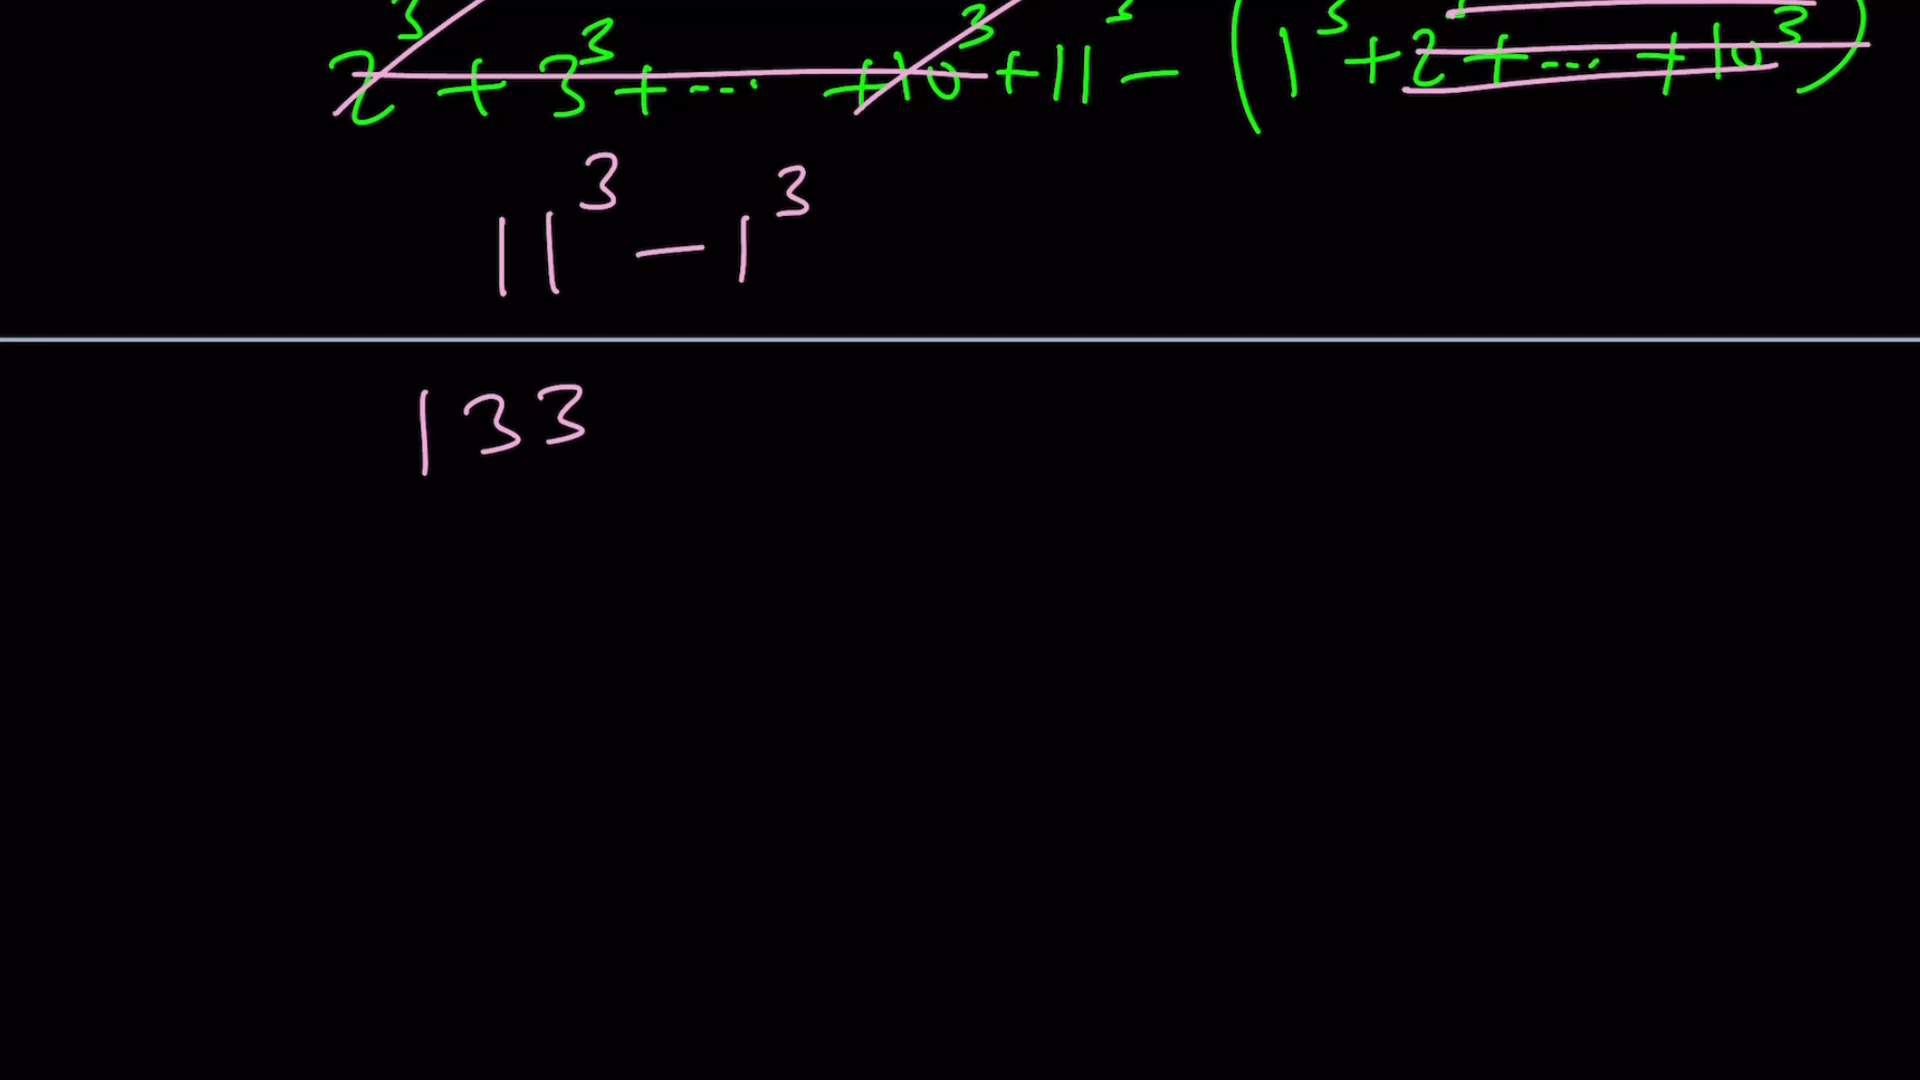 2³ + 3³ + --- + 10³ + 11³ - (1³ + 2³ + --- + 10³)
11³ - 1³
133